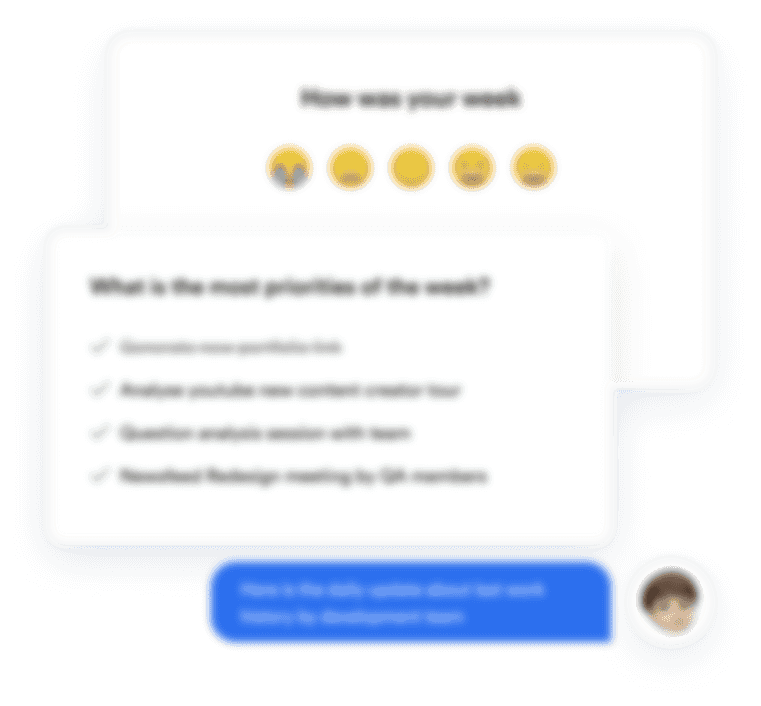 How was your week
What is the most priorities of the week?
Generate new portfolio link
Analyse youtube new content creator tour
Question analysis session with team
Newsfeed Redesign meeting by QA members
Here is the daily update about last work
history by development team